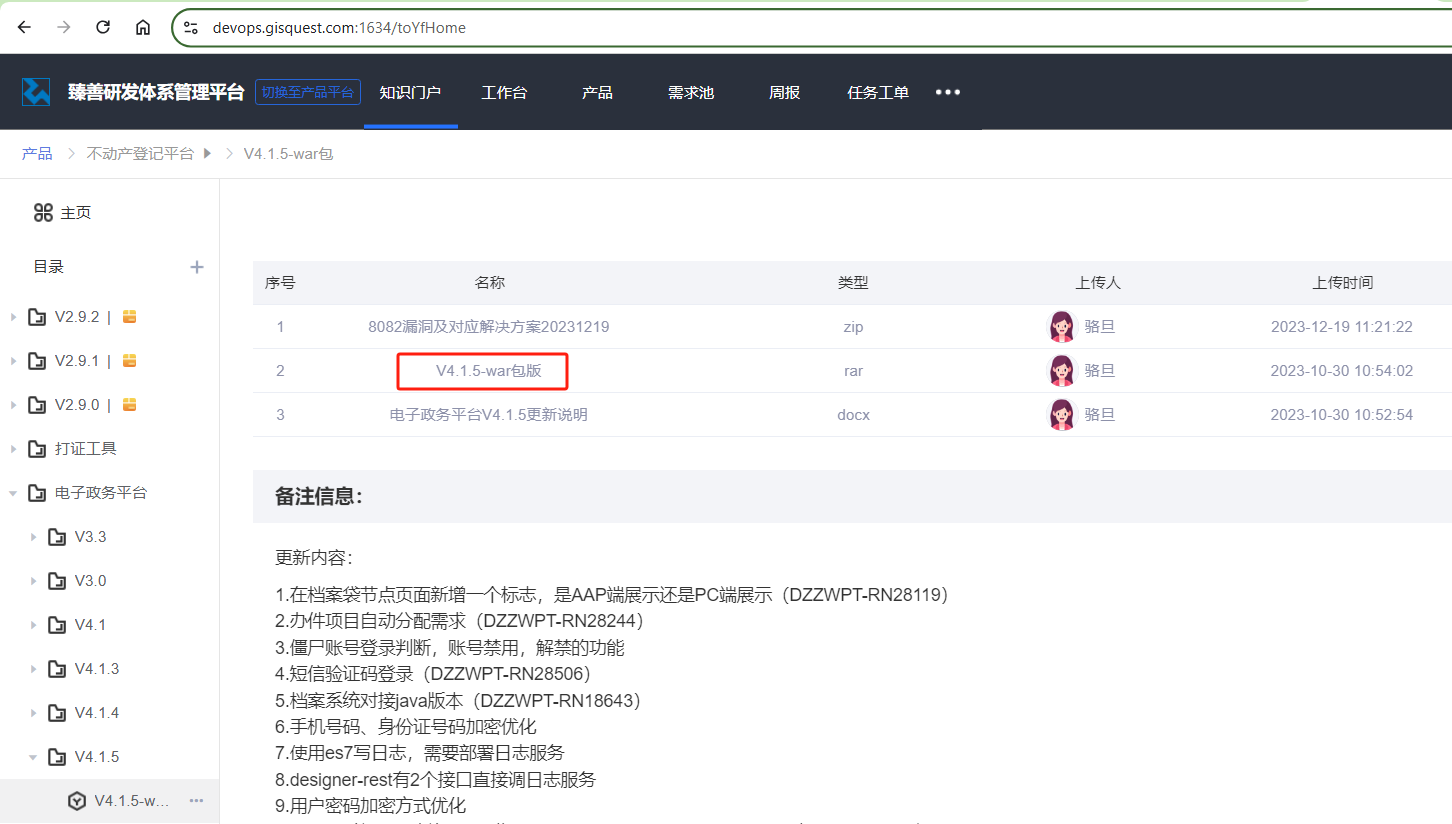 devops.gisquest.com:1634/toYfHome
臻善研发体系管理平台 切换至产品平台 知识门户 工作台 产品 需求池 周报 任务工单 •••
产品 > 不动产登记平台 > V4.1.5-war包
主页
目录 +
V2.9.2 |
V2.9.1 |
V2.9.0 |
打证工具
电子政务平台
V3.3
V3.0
V4.1
V4.1.3
V4.1.4
V4.1.5
V4.1.5-w... ···
序号 名称 类型 上传人 上传时间
1 8082漏洞及对应解决方案20231219 zip 骆旦 2023-12-19 11:21:22
2 V4.1.5-war包版 rar 骆旦 2023-10-30 10:54:02
3 电子政务平台V4.1.5更新说明 docx 骆旦 2023-10-30 10:52:54
备注信息：
更新内容：
1.在档案袋节点页面新增一个标志，是AAP端展示还是PC端展示（DZZWPT-RN28119）
2.办件项目自动分配需求（DZZWPT-RN28244）
3.僵尸账号登录判断，账号禁用，解禁的功能
4.短信验证码登录（DZZWPT-RN28506）
5.档案系统对接java版本（DZZWPT-RN18643）
6.手机号码、身份证号码加密优化
7.使用es7写日志，需要部署日志服务
8.designer-rest有2个接口直接调日志服务
9.用户密码加密方式优化